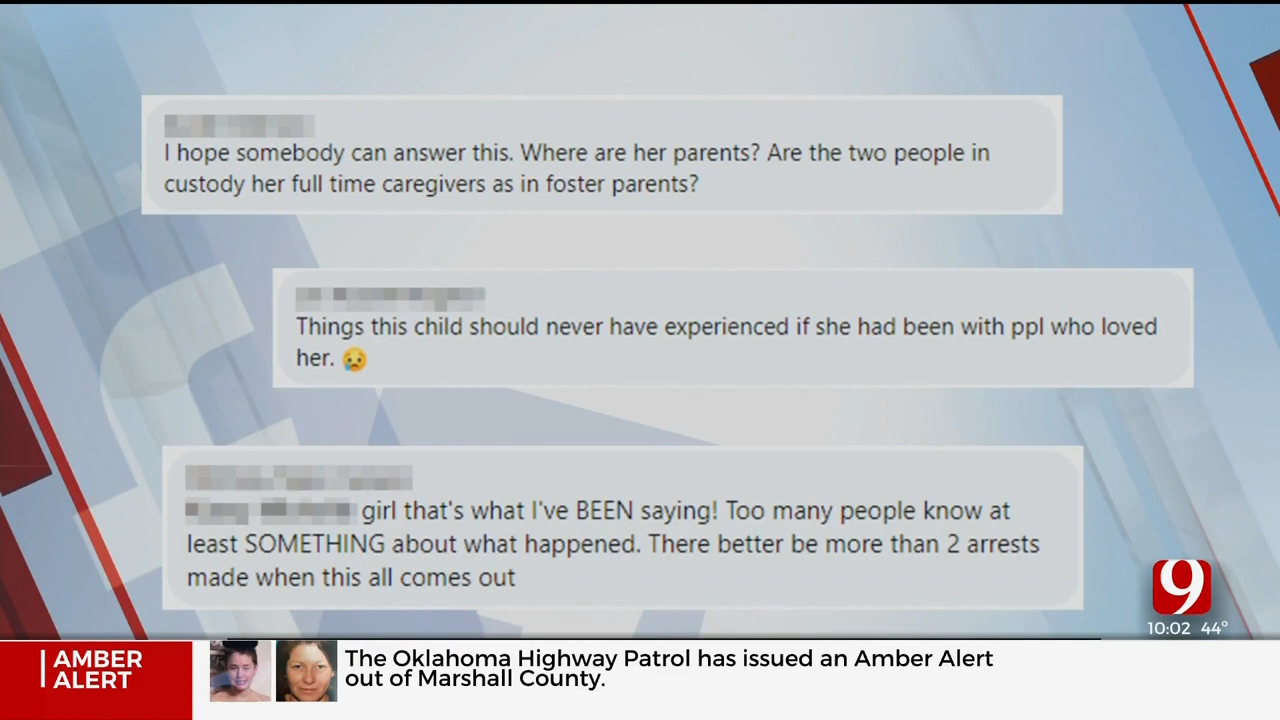 I hope somebody can answer this. Where are her parents? Are the two people in
custody her full time caregivers as in foster parents?
Things this child should never have experienced if she had been with ppl who loved
her. 😥
girl that's what I've BEEN saying! Too many people know at
least SOMETHING about what happened. There better be more than 2 arrests
made when this all comes out
9
10:02 44°
AMBER
ALERT
The Oklahoma Highway Patrol has issued an Amber Alert
out of Marshall County.